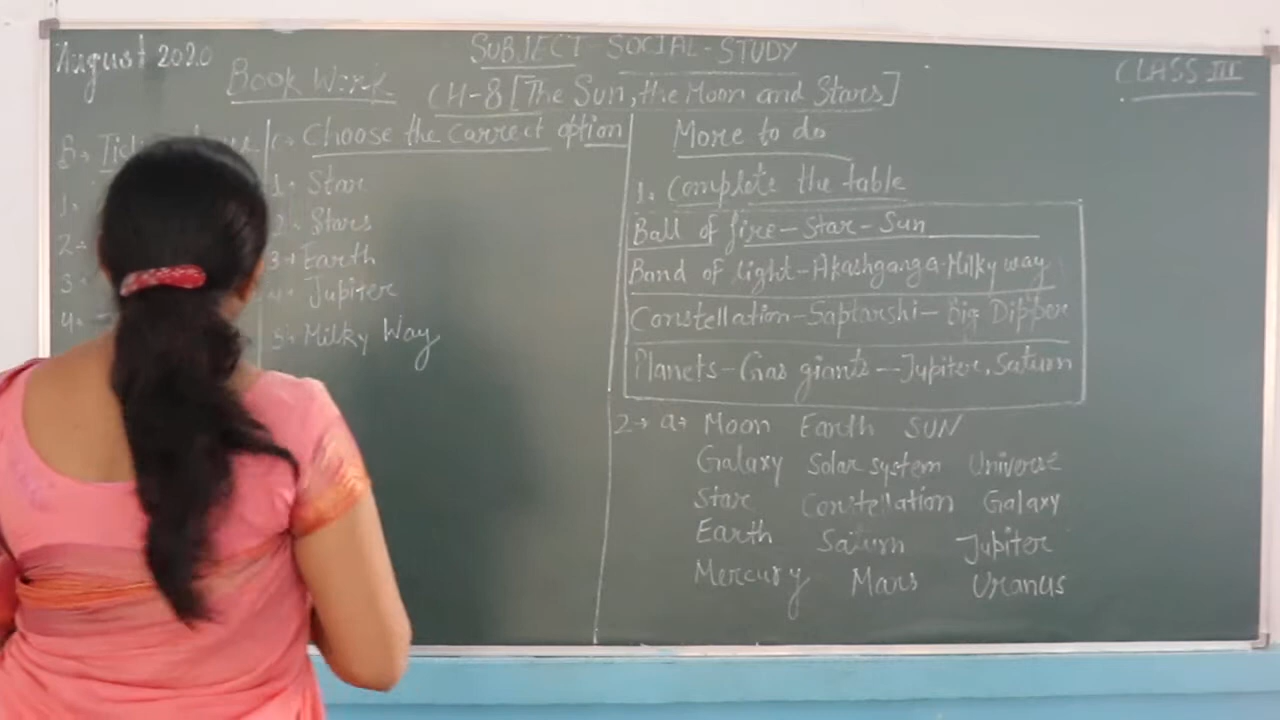 August 2020
SUBJECT SOCIAL-STUDY
CLASS III
Book Work
CH-8 [The Sun, the Moon and Stars]
B→
1.
2→
3→
4→
C→ Choose the correct option
1→ Star
2→ Stars
3→ Earth
4→ Jupiter
5→ Milky Way
More to do
1. Complete the table
Ball of fire – Star – Sun
Band of light – Akashganga - Milky way
Constellation – Saptarshi – Big Dipper
Planets – Gas giants – Jupiter, Saturn
2→ a→ Moon Earth SUN
Galaxy Solar system Universe
Star Constellation Galaxy
Earth Saturn Jupiter
Mercury Mars Uranus